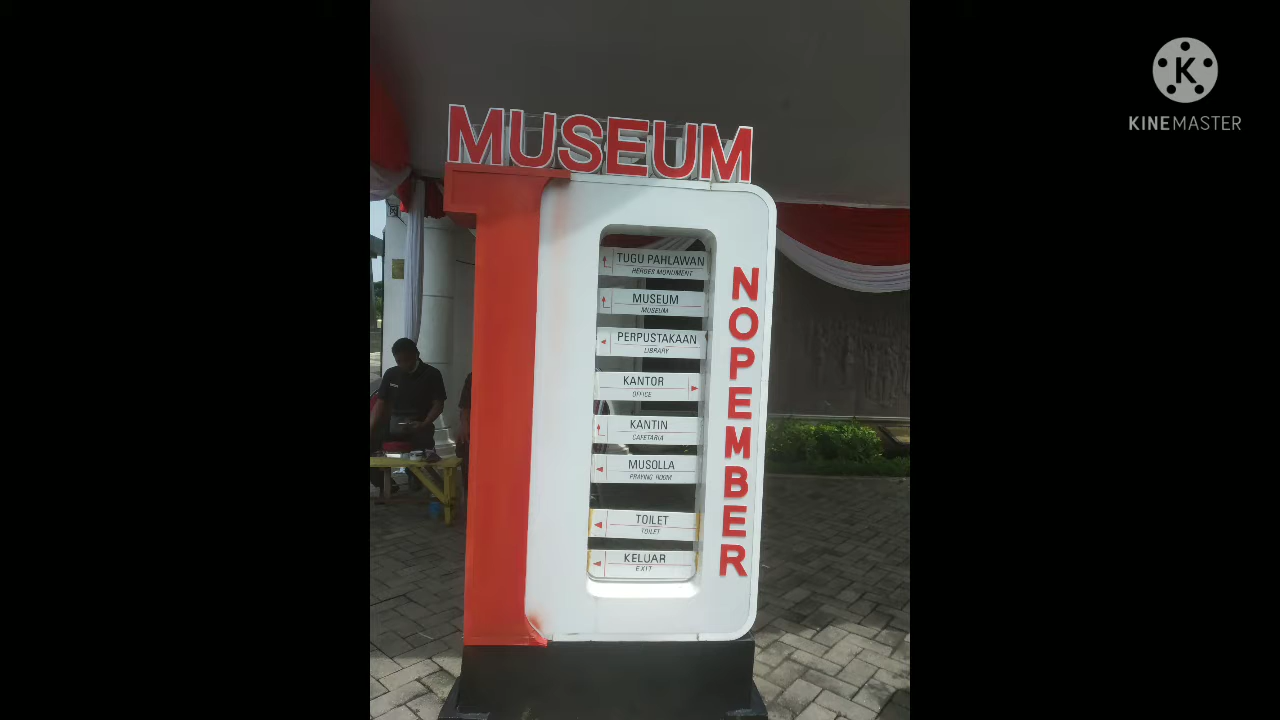 MUSEUM
10
NOPEMBER
TUGU PAHLAWAN
HEROES MONUMENT
MUSEUM
MUSEUM
PERPUSTAKAAN
LIBRARY
KANTOR
OFFICE
KANTIN
CAFETARIA
MUSOLLA
PRAYING ROOM
TOILET
TOILET
KELUAR
EXIT
K
KINEMASTER